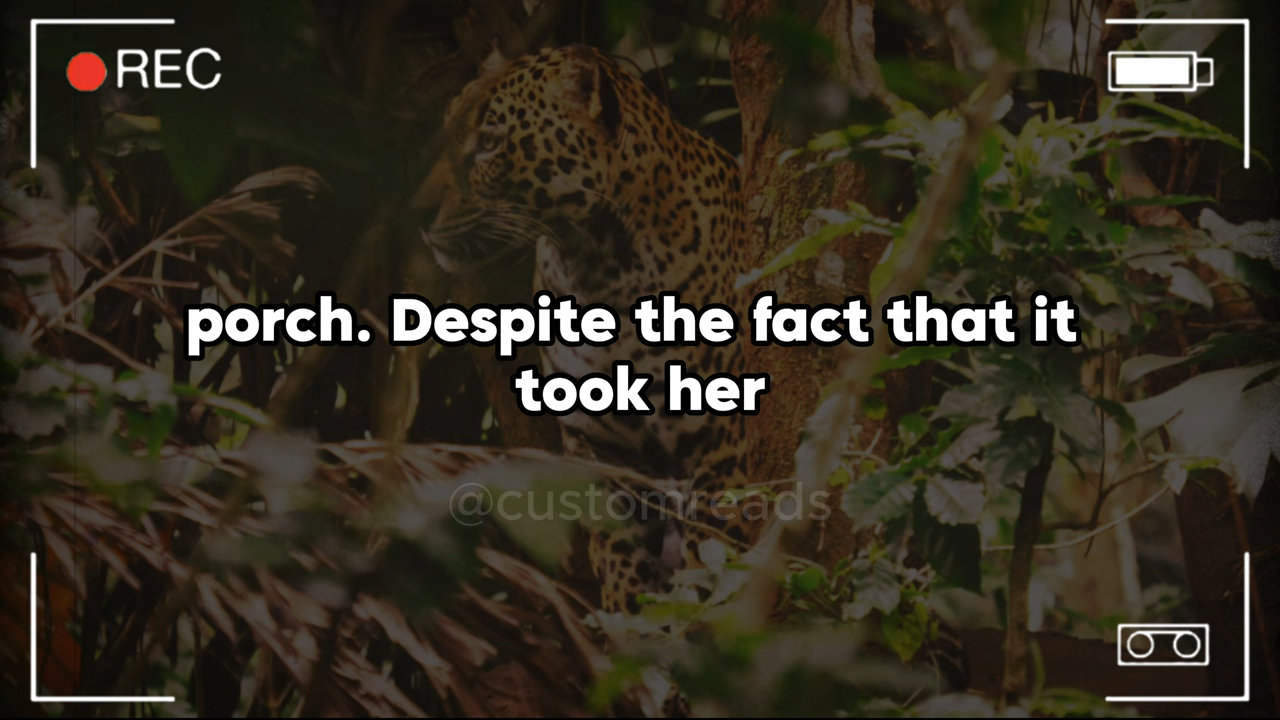 REC
porch. Despite the fact that it
took her
@customreads